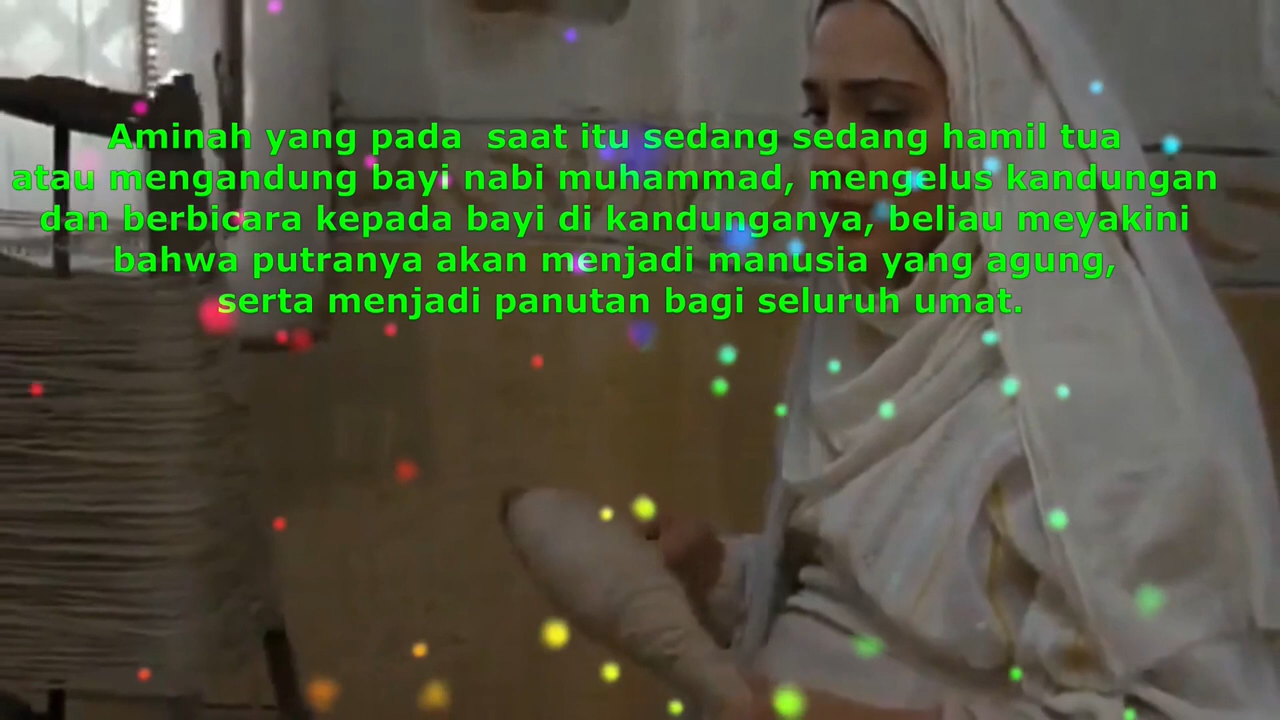 Aminah yang pada  saat itu sedang sedang hamil tua
atau mengandung bayi nabi muhammad, mengelus kandungan
dan berbicara kepada bayi di kandunganya, beliau meyakini
bahwa putranya akan menjadi manusia yang agung,
serta menjadi panutan bagi seluruh umat.